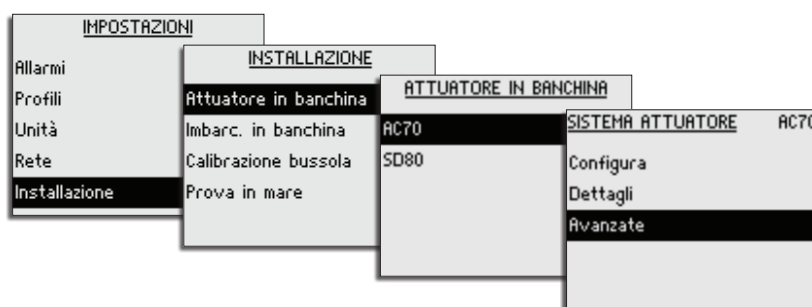 IMPOSTAZIONI
Allarmi
Profili
Unità
Rete
Installazione
INSTALLAZIONE
Attuatore in banchina
Imbarc. in banchina
Calibrazione bussola
Prova in mare
ATTUATORE IN BANCHINA
AC70
SD80
SISTEMA ATTUATORE AC70
Configura
Dettagli
Avanzate